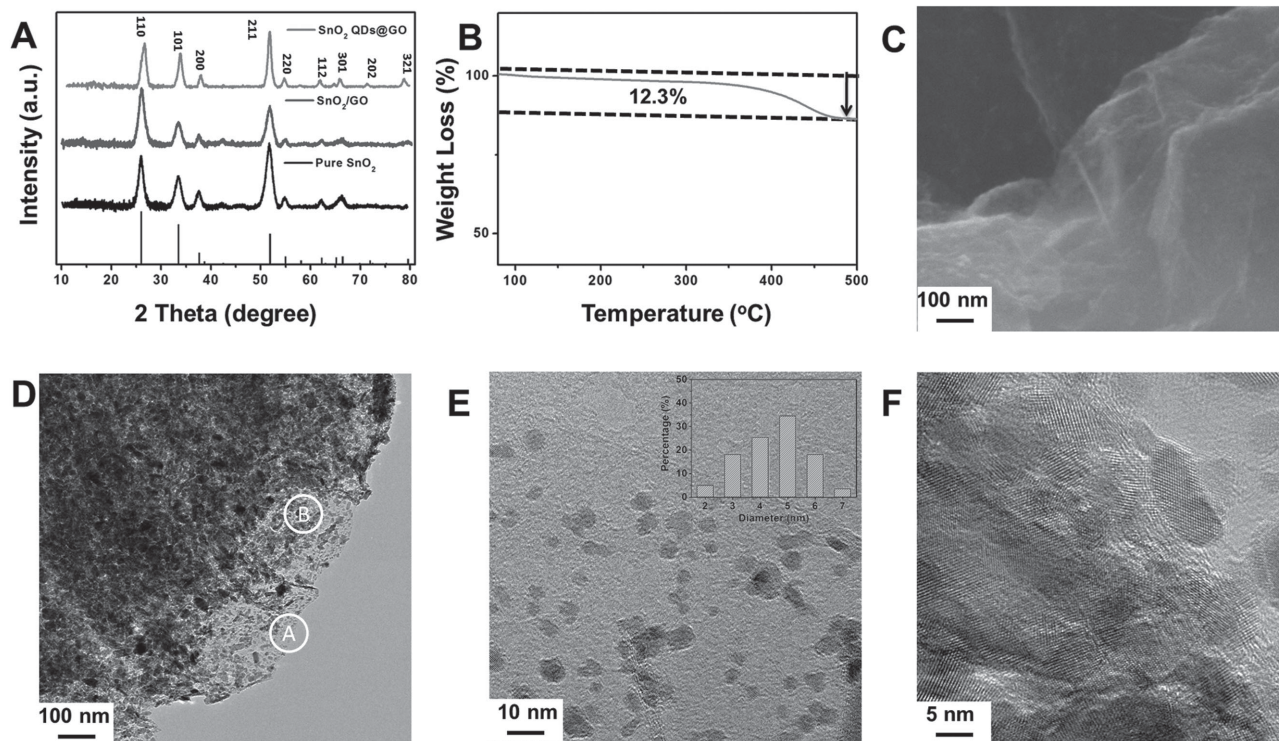 A
Intensity (a.u.)
110
101
200
211
220
112
301
202
321
SnO2 QDs@GO
SnO2/GO
Pure SnO2
10 20 30 40 50 60 70 80
2 Theta (degree)
B
Weight Loss (%)
100
50
12.3%
100 200 300 400 500
Temperature (oC)
C
100 nm
D
B
A
100 nm
E
Percentage (%)
50
40
30
20
10
0
2 3 4 5 6 7
Diameter (nm)
10 nm
F
5 nm